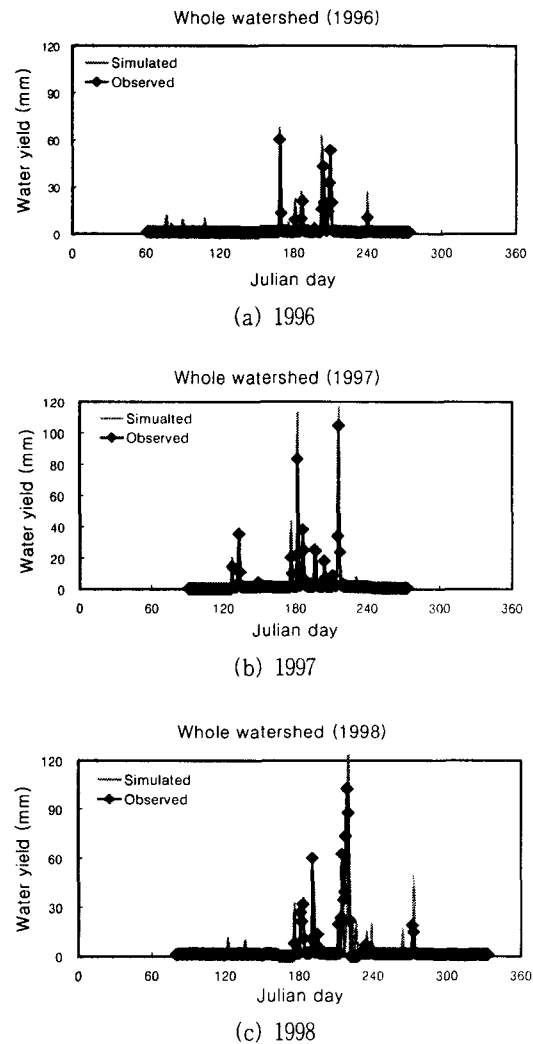 Whole watershed (1996)
120
90
60
30
0
Water yield (mm)
Simulated
Observed
0 60 120 180 240 300 360
Julian day
(a) 1996
Whole watershed (1997)
120
100
80
60
40
20
0
Water yield (mm)
Simualted
Observed
0 60 120 180 240 300 360
Julian day
(b) 1997
Whole watershed (1998)
120
90
60
30
0
Water yield (mm)
Simulated
Observed
0 60 120 180 240 300 360
Julian day
(c) 1998